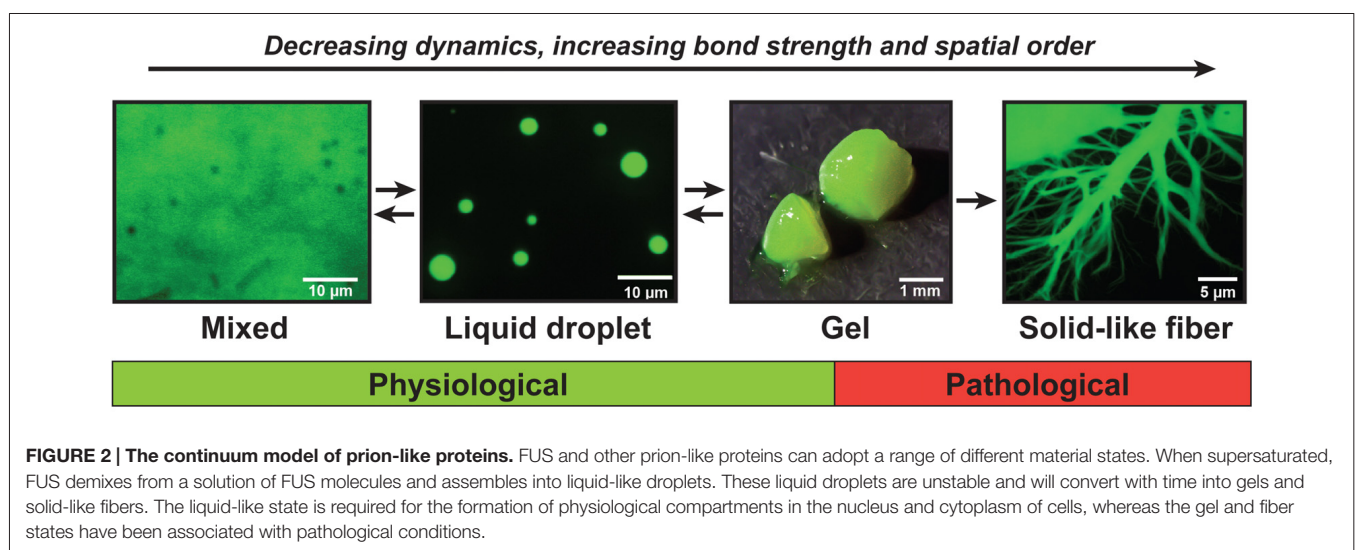 Decreasing dynamics, increasing bond strength and spatial order
10 µm
10 µm
1 mm
5 µm
Mixed
Liquid droplet
Gel
Solid-like fiber
Physiological
Pathological
FIGURE 2 | The continuum model of prion-like proteins. FUS and other prion-like proteins can adopt a range of different material states. When supersaturated,
FUS demixes from a solution of FUS molecules and assembles into liquid-like droplets. These liquid droplets are unstable and will convert with time into gels and
solid-like fibers. The liquid-like state is required for the formation of physiological compartments in the nucleus and cytoplasm of cells, whereas the gel and fiber
states have been associated with pathological conditions.